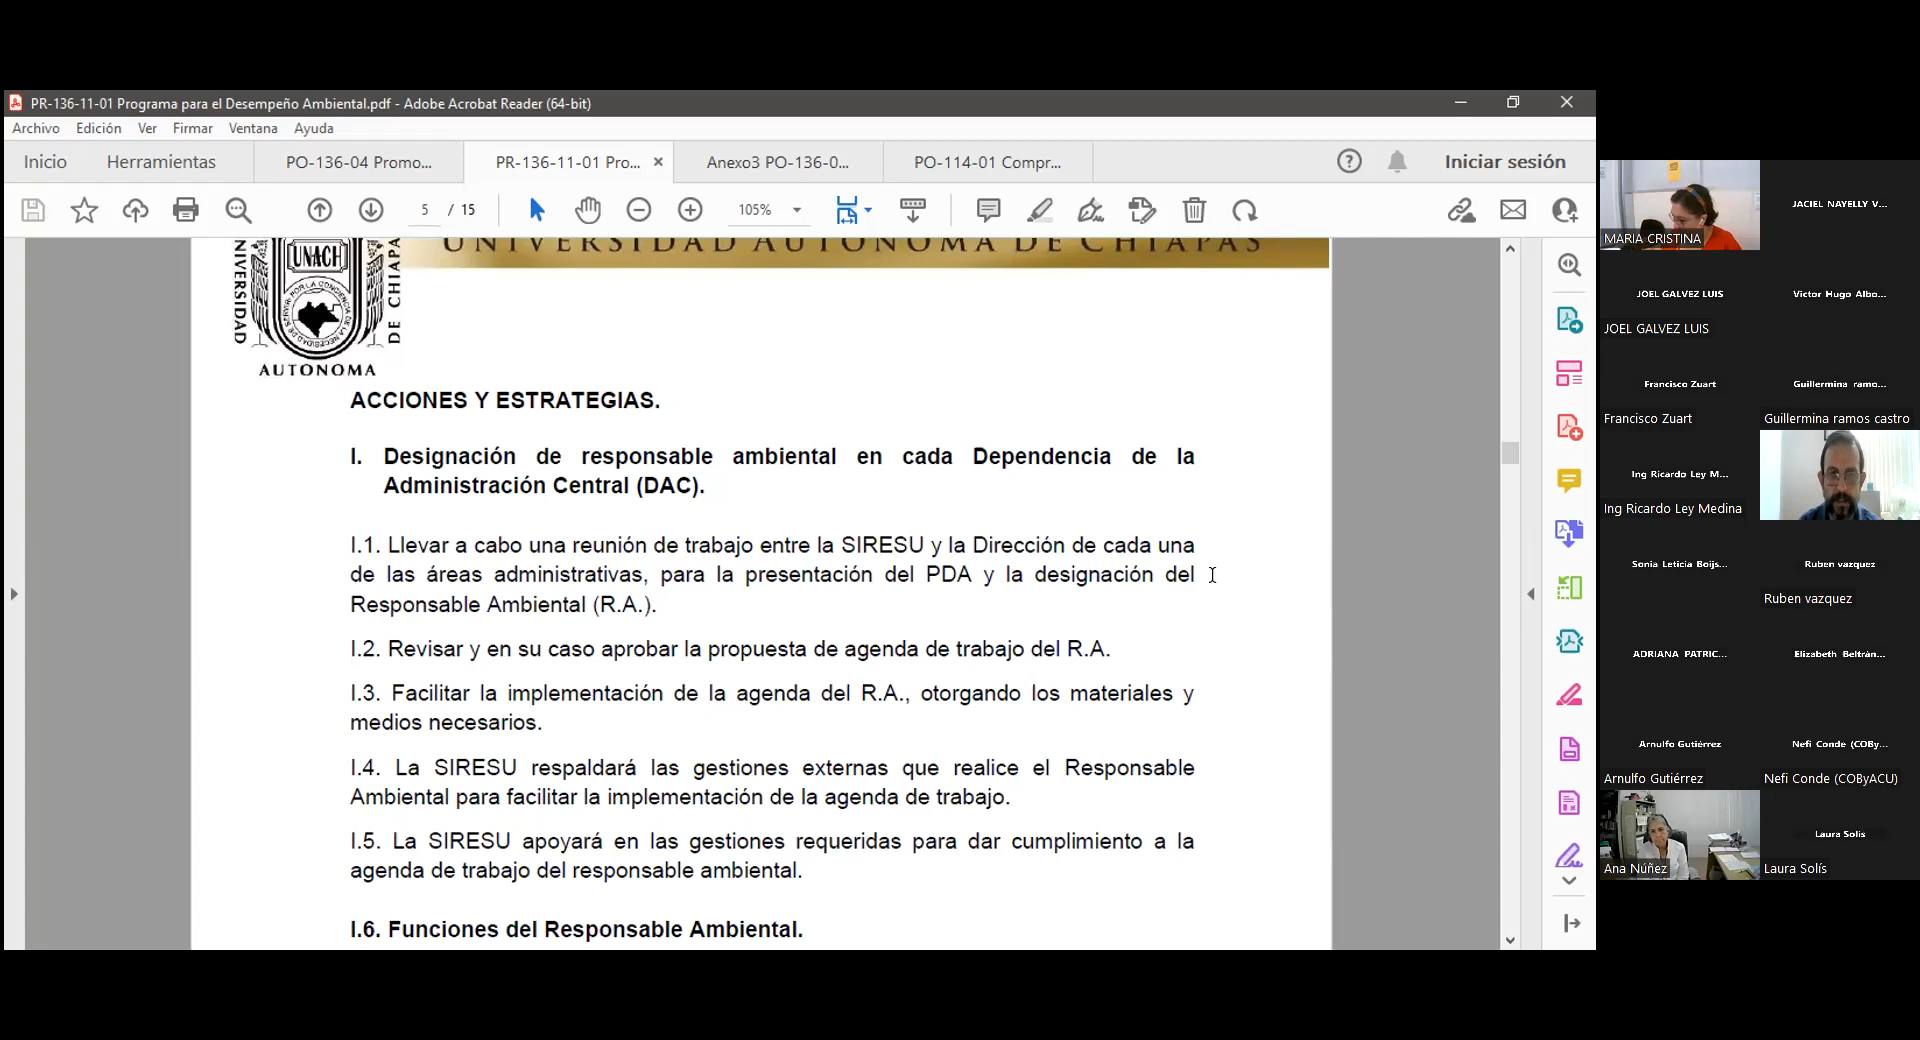 PR-136-11-01 Programa para el Desempeño Ambiental.pdf - Adobe Acrobat Reader (64-bit)
Archivo Edición Ver Firmar Ventana Ayuda
Inicio Herramientas PO-136-04 Promo... PR-136-11-01 Pro... Anexo3 PO-136-0... PO-114-01 Compr... Iniciar sesión
5 / 15 105%
UNIVERSIDAD AUTONOMA DE CHIAPAS
UNACH
NIVERSIDAD
DE CHIAPA
POR LA CONCIENCIA DE LA NECESIDAD DE SERVIR
AUTONOMA
ACCIONES Y ESTRATEGIAS.
I. Designación de responsable ambiental en cada Dependencia de la
Administración Central (DAC).
I.1. Llevar a cabo una reunión de trabajo entre la SIRESU y la Dirección de cada una
de las áreas administrativas, para la presentación del PDA y la designación del
Responsable Ambiental (R.A.).
I.2. Revisar y en su caso aprobar la propuesta de agenda de trabajo del R.A.
I.3. Facilitar la implementación de la agenda del R.A., otorgando los materiales y
medios necesarios.
I.4. La SIRESU respaldará las gestiones externas que realice el Responsable
Ambiental para facilitar la implementación de la agenda de trabajo.
I.5. La SIRESU apoyará en las gestiones requeridas para dar cumplimiento a la
agenda de trabajo del responsable ambiental.
I.6. Funciones del Responsable Ambiental.
MARIA CRISTINA
JACIEL NAYELLY V...
JOEL GALVEZ LUIS
JOEL GALVEZ LUIS
Victor Hugo Albo...
Francisco Zuart
Francisco Zuart
Guillermina ramo...
Guillermina ramos castro
Ing Ricardo Ley M...
Ing Ricardo Ley Medina
Sonia Leticia Boijs...
Ruben vazquez
Ruben vazquez
ADRIANA PATRIC...
Elizabeth Beltrán...
Arnulfo Gutiérrez
Arnulfo Gutiérrez
Nefi Conde (COBy...
Nefi Conde (COByACU)
Ana Núñez
Laura Solís
Laura Solís